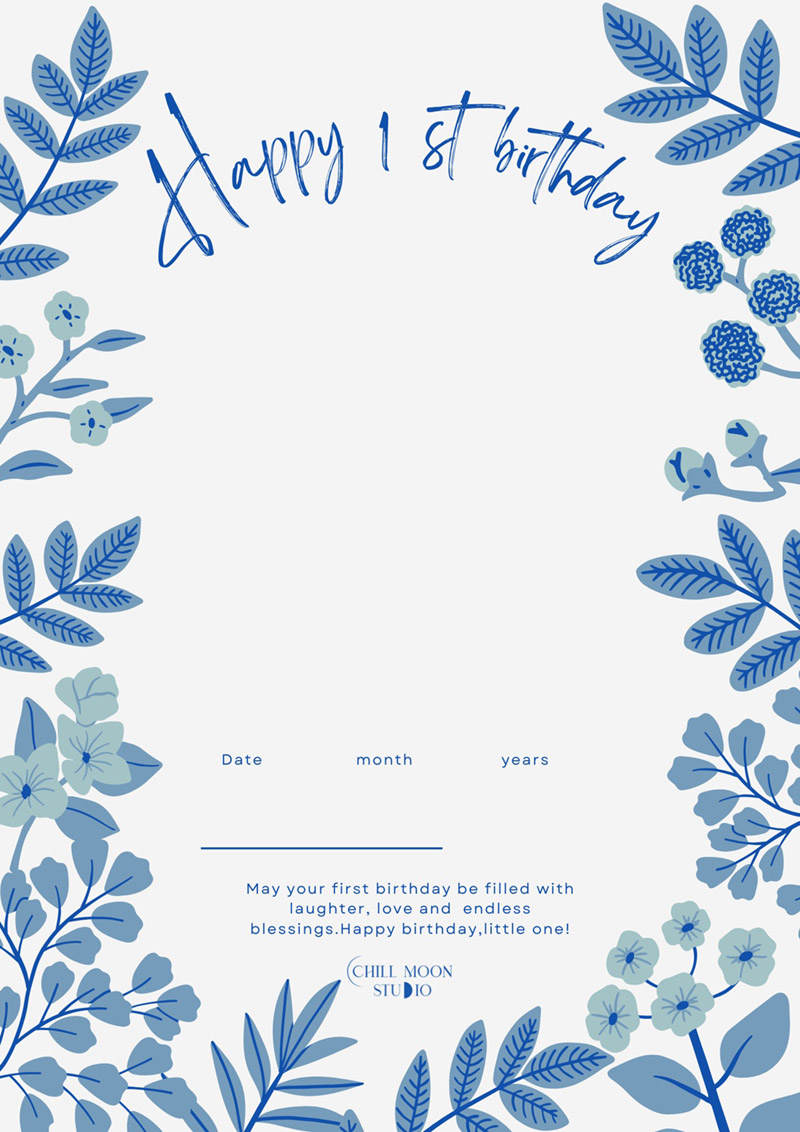 Happy 1 st birthday
Date month years
May your first birthday be filled with
laughter, love and endless
blessings.Happy birthday,little one!
CHILL MOON
STUDIO